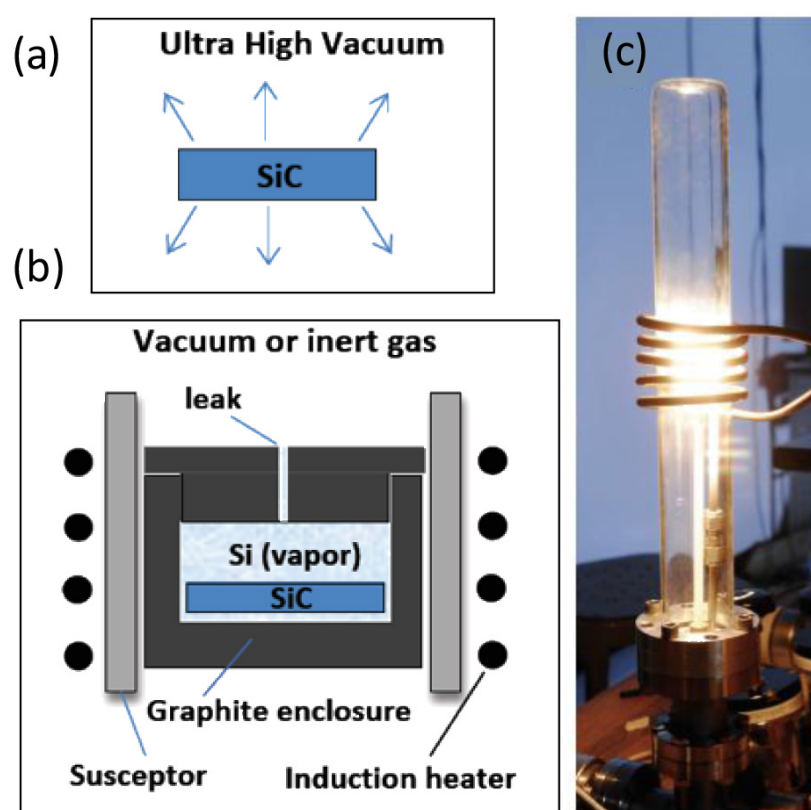 (a)
Ultra High Vacuum
SiC
(b)
Vacuum or inert gas
leak
Si (vapor)
SiC
Graphite enclosure
Susceptor
Induction heater
(c)